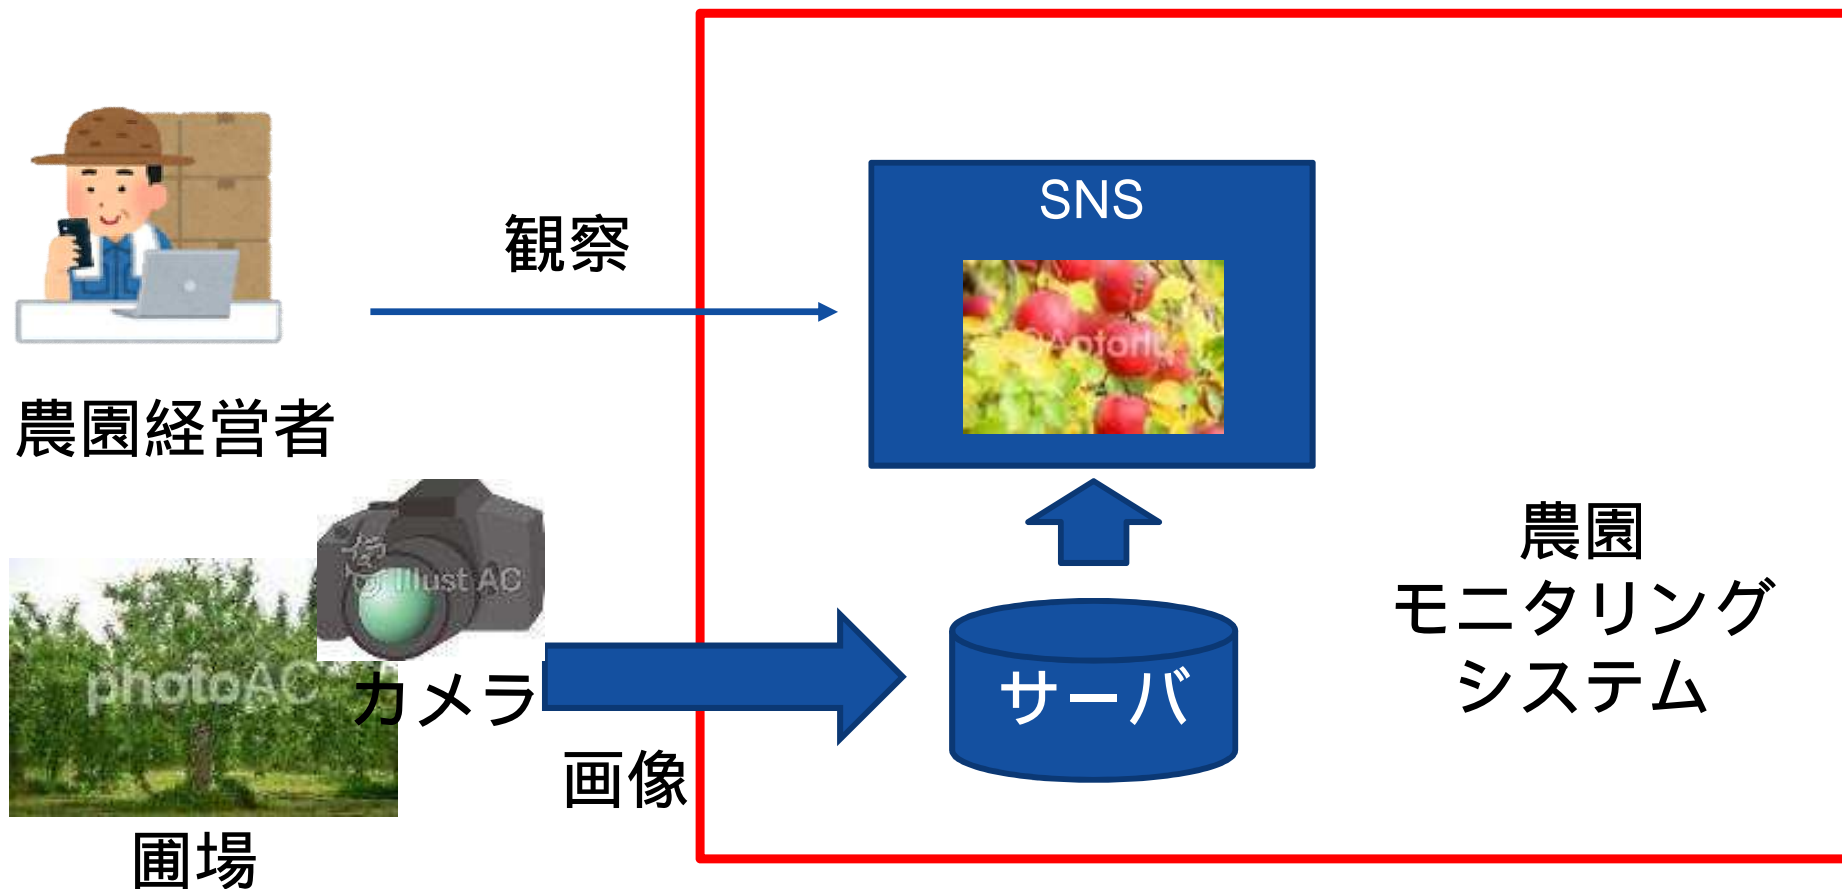 SNS
観察
農園経営者
農園
モニタリング
システム
illust AC
photoAC
カメラ
サーバ
画像
圃場